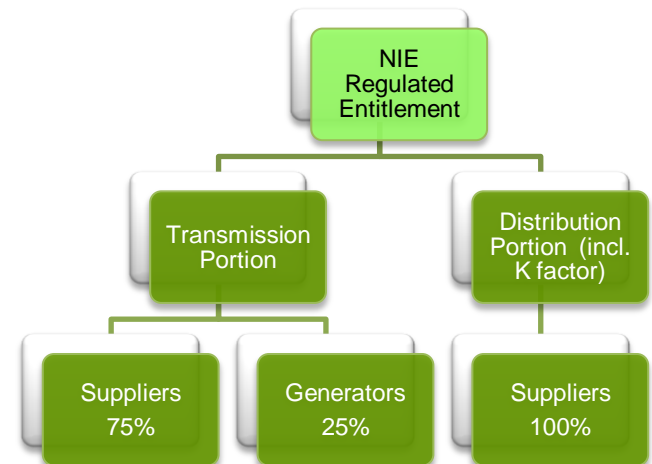 NIE
Regulated
Entitlement
Transmission
Portion
Distribution
Portion (incl.
K factor)
Suppliers
75%
Generators
25%
Suppliers
100%